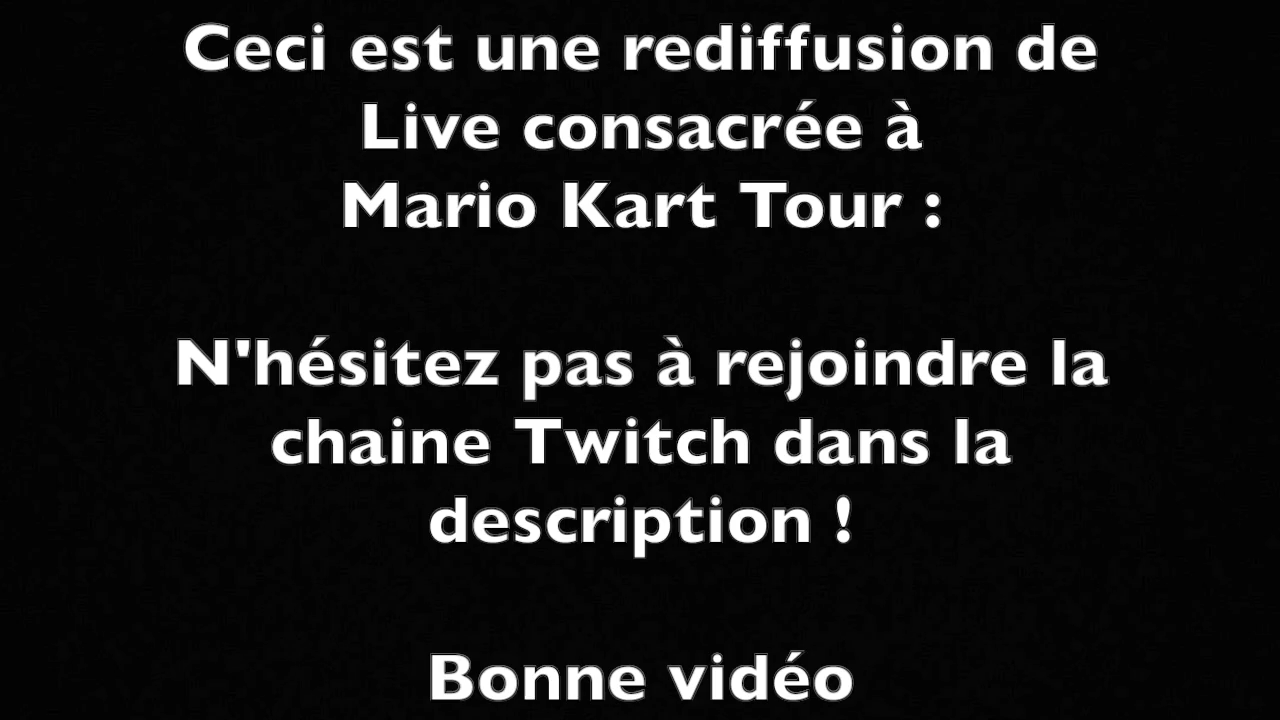 Ceci est une rediffusion de
Live consacrée à
Mario Kart Tour :
N'hésitez pas à rejoindre la
chaine Twitch dans la
description !
Bonne vidéo